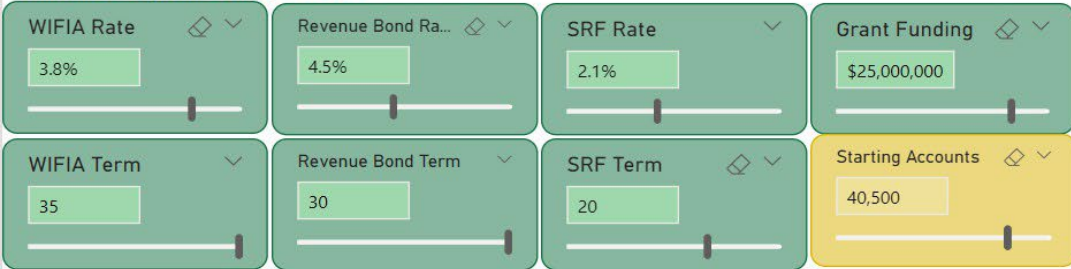 WIFIA Rate
3.8%
Revenue Bond Ra...
4.5%
SRF Rate
2.1%
Grant Funding
$25,000,000
WIFIA Term
35
Revenue Bond Term
30
SRF Term
20
Starting Accounts
40,500